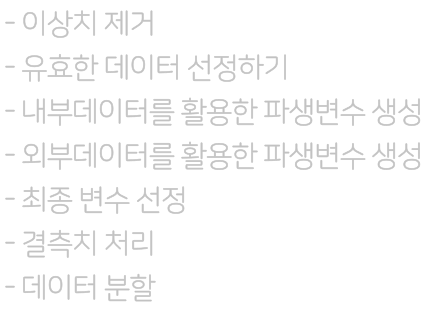 - 이상치 제거
- 유효한 데이터 선정하기
- 내부데이터를 활용한 파생변수 생성
- 외부데이터를 활용한 파생변수 생성
- 최종 변수 선정
- 결측치 처리
- 데이터 분할